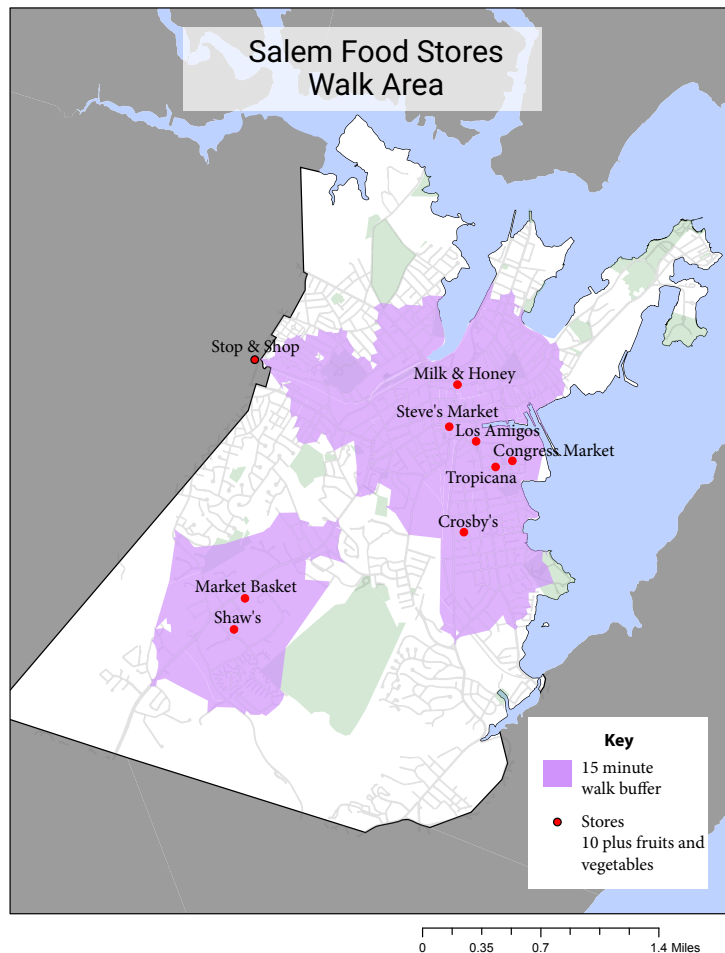 Salem Food Stores
Walk Area
Stop & Shop
Milk & Honey
Steve's Market
Los Amigos
Congress Market
Tropicana
Crosby's
Market Basket
Shaw's
Key
15 minute
walk buffer
Stores
10 plus fruits and
vegetables
0 0.35 0.7 1.4 Miles